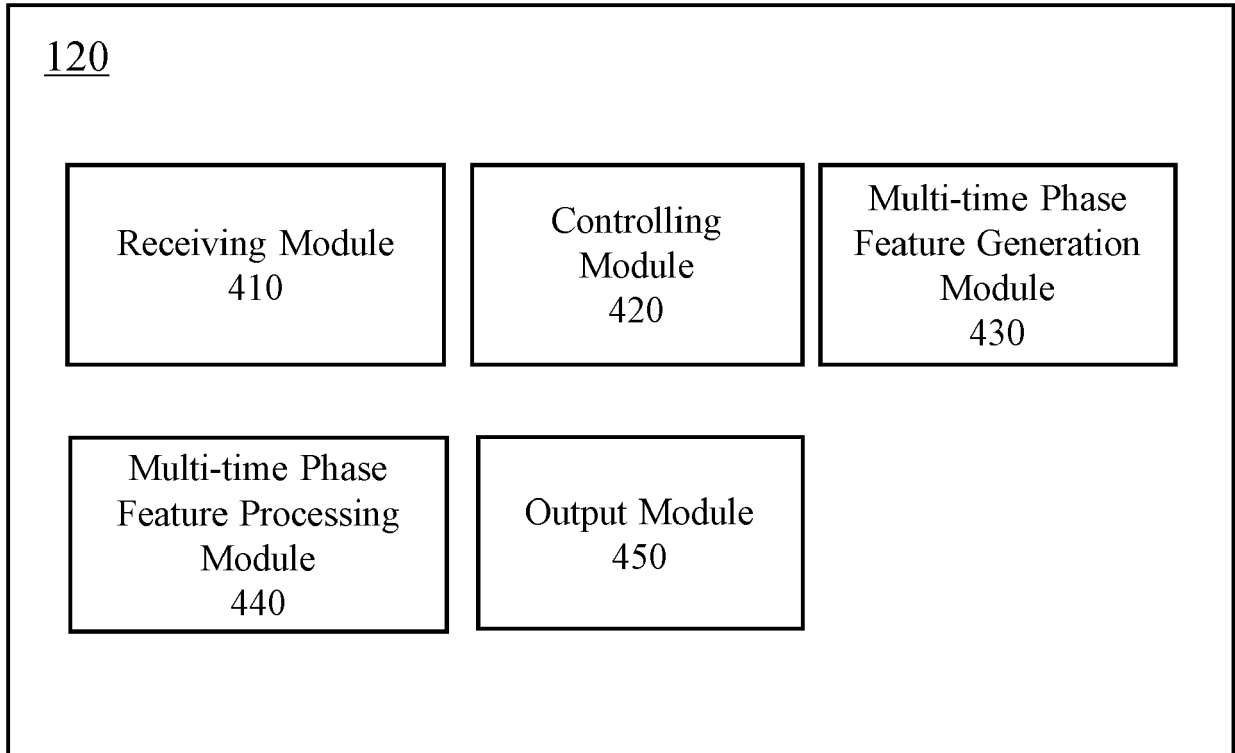 120
Receiving Module
410
Controlling
Module
420
Multi-time Phase
Feature Generation
Module
430
Multi-time Phase
Feature Processing
Module
440
Output Module
450